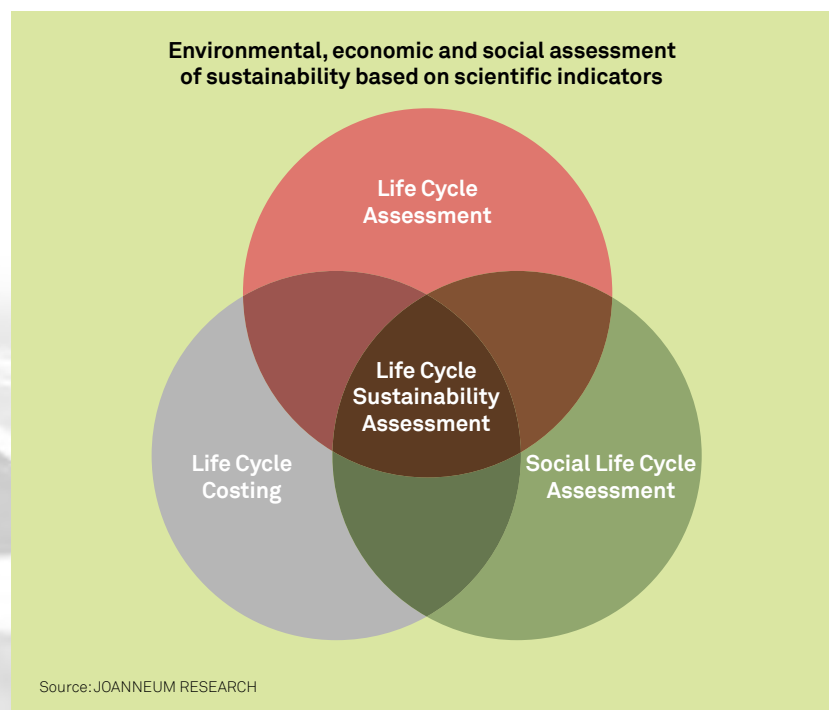 Environmental, economic and social assessment
of sustainability based on scientific indicators
Life Cycle
Assessment
Life Cycle
Sustainability
Assessment
Life Cycle
Costing
Social Life Cycle
Assessment
Source: JOANNEUM RESEARCH